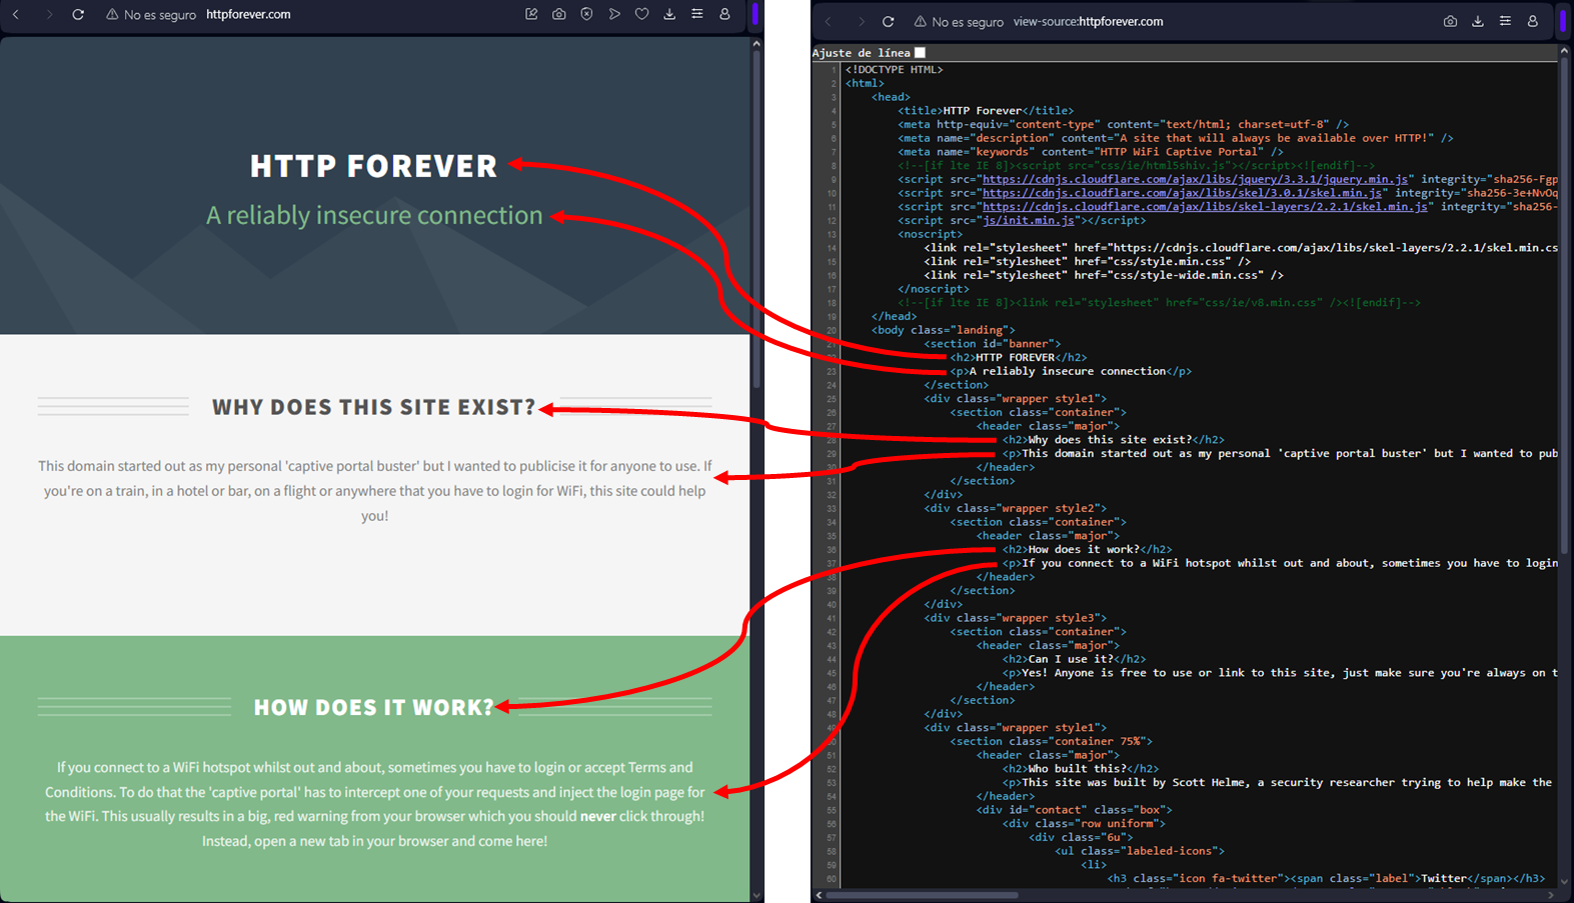 No es seguro httpforever.com
HTTP FOREVER
A reliably insecure connection
WHY DOES THIS SITE EXIST?
This domain started out as my personal 'captive portal buster' but I wanted to publicise it for anyone to use. If
you're on a train, in a hotel or bar, on a flight or anywhere that you have to login for WiFi, this site could help
you!
HOW DOES IT WORK?
If you connect to a WiFi hotspot whilst out and about, sometimes you have to login or accept Terms and
Conditions. To do that the 'captive portal' has to intercept one of your requests and inject the login page for
the WiFi. This usually results in a big, red warning from your browser which you should never click through!
Instead, open a new tab in your browser and come here!
No es seguro view-source:httpforever.com
Ajuste de línea
1 <!DOCTYPE HTML>
2 <html>
3 <head>
4 <title>HTTP Forever</title>
5 <meta http-equiv="content-type" content="text/html; charset=utf-8" />
6 <meta name="description" content="A site that will always be available over HTTP!" />
7 <meta name="keywords" content="HTTP WiFi Captive Portal" />
8 <!--[if lte IE 8]><script src="css/ie/html5shiv.js"></script><![endif]-->
9 <script src="https://cdnjs.cloudflare.com/ajax/libs/jquery/3.3.1/jquery.min.js" integrity="sha256-Fgp
10 <script src="https://cdnjs.cloudflare.com/ajax/libs/skel/3.0.1/skel.min.js" integrity="sha256-3e+NvOq
11 <script src="https://cdnjs.cloudflare.com/ajax/libs/skel-layers/2.2.1/skel.min.js" integrity="sha256-
12 <script src="js/init.min.js"></script>
13 <noscript>
14 <link rel="stylesheet" href="https://cdnjs.cloudflare.com/ajax/libs/skel-layers/2.2.1/skel.min.cs
15 <link rel="stylesheet" href="css/style.min.css" />
16 <link rel="stylesheet" href="css/style-wide.min.css" />
17 </noscript>
18 <!--[if lte IE 8]><link rel="stylesheet" href="css/ie/v8.min.css" /><![endif]-->
19 </head>
20 <body class="landing">
21 <section id="banner">
22 <h2>HTTP FOREVER</h2>
23 <p>A reliably insecure connection</p>
24 </section>
25 <div class="wrapper style1">
26 <section class="container">
27 <header class="major">
28 <h2>Why does this site exist?</h2>
29 <p>This domain started out as my personal 'captive portal buster' but I wanted to pub
30 </header>
31 </section>
32 </div>
33 <div class="wrapper style2">
34 <section class="container">
35 <header class="major">
36 <h2>How does it work?</h2>
37 <p>If you connect to a WiFi hotspot whilst out and about, sometimes you have to login
38 </header>
39 </section>
40 </div>
41 <div class="wrapper style3">
42 <section class="container">
43 <header class="major">
44 <h2>Can I use it?</h2>
45 <p>Yes! Anyone is free to use or link to this site, just make sure you're always on t
46 </header>
47 </section>
48 </div>
49 <div class="wrapper style1">
50 <section class="container 75%">
51 <header class="major">
52 <h2>Who built this?</h2>
53 <p>This site was built by Scott Helme, a security researcher trying to help make the
54 </header>
55 <div id="contact" class="box">
56 <div class="row uniform">
57 <div class="6u">
58 <ul class="labeled-icons">
59 <li>
60 <h3 class="icon fa-twitter"><span class="label">Twitter</span></h3>